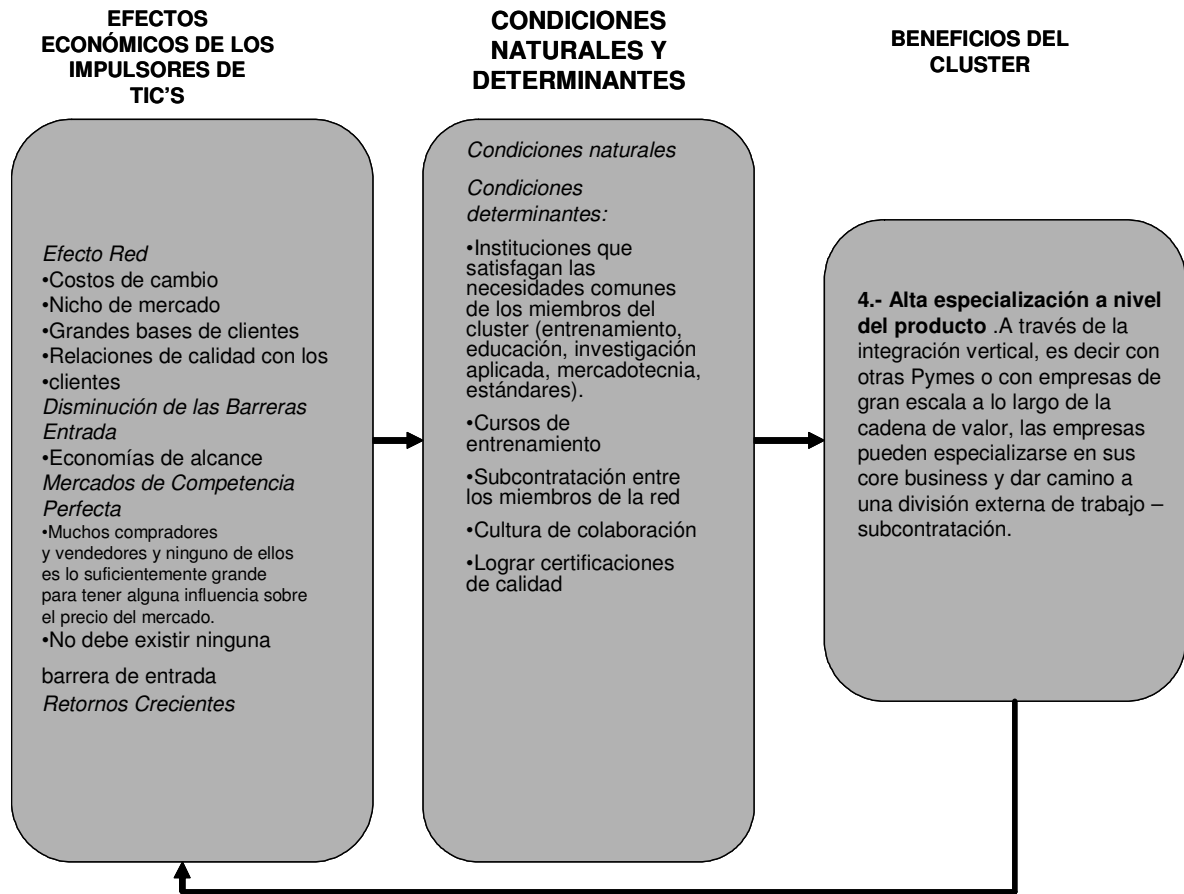 EFECTOS
ECONÓMICOS DE LOS
IMPULSORES DE
TIC'S
CONDICIONES
NATURALES Y
DETERMINANTES
BENEFICIOS DEL
CLUSTER
Efecto Red
•Costos de cambio
•Nicho de mercado
•Grandes bases de clientes
•Relaciones de calidad con los
•clientes
Disminución de las Barreras
Entrada
•Economías de alcance
Mercados de Competencia
Perfecta
•Muchos compradores
y vendedores y ninguno de ellos
es lo suficientemente grande
para tener alguna influencia sobre
el precio del mercado.
•No debe existir ninguna
barrera de entrada
Retornos Crecientes
Condiciones naturales
Condiciones
determinantes:
•Instituciones que
satisfagan las
necesidades comunes
de los miembros del
cluster (entrenamiento,
educación, investigación
aplicada, mercadotecnia,
estándares).
•Cursos de
entrenamiento
•Subcontratación entre
los miembros de la red
•Cultura de colaboración
•Lograr certificaciones
de calidad
4.- Alta especialización a nivel
del producto .A través de la
integración vertical, es decir con
otras Pymes o con empresas de
gran escala a lo largo de la
cadena de valor, las empresas
pueden especializarse en sus
core business y dar camino a
una división externa de trabajo –
subcontratación.